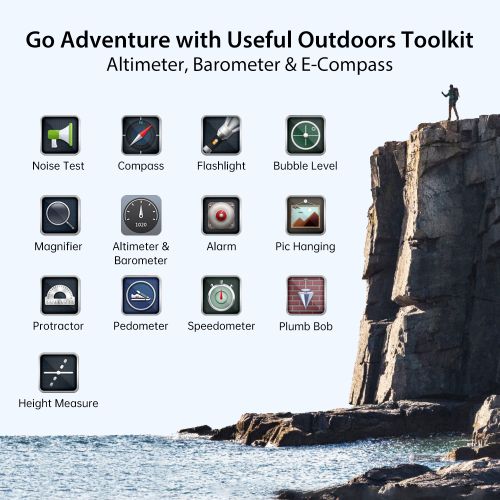 Go Adventure with Useful Outdoors Toolkit
Altimeter, Barometer & E-Compass
Noise Test
Compass
Flashlight
Bubble Level
1020
Magnifier
Altimeter &
Barometer
Alarm
Pic Hanging
Protractor
Pedometer
Speedometer
Plumb Bob
Height Measure